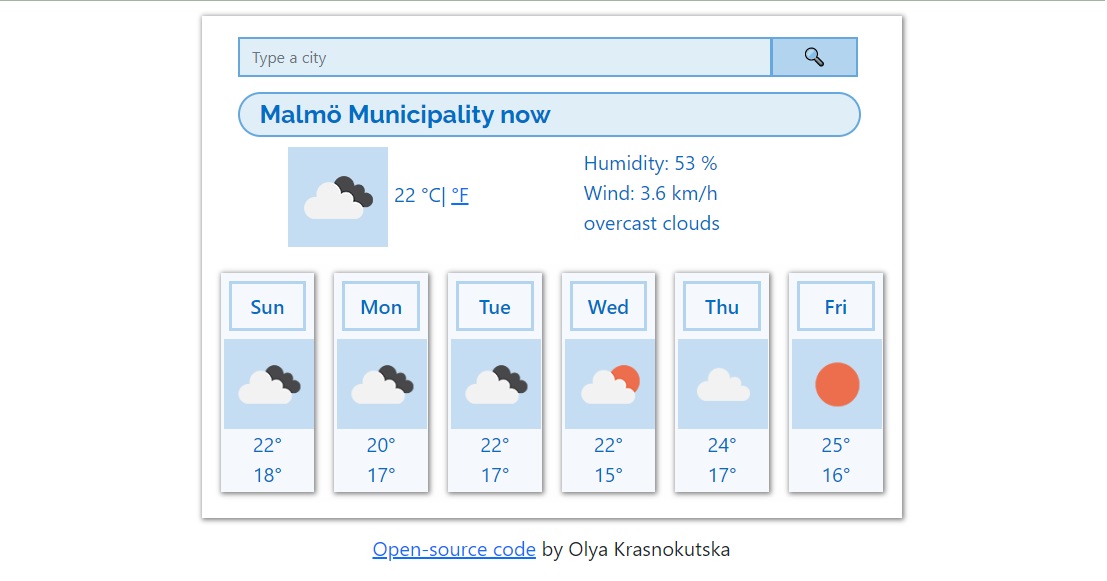 Type a city
Malmö Municipality now
22 °C| °F
Humidity: 53 %
Wind: 3.6 km/h
overcast clouds
Sun Mon Tue Wed Thu Fri
22° 20° 22° 22° 24° 25°
18° 17° 17° 15° 17° 16°
Open-source code by Olya Krasnokutska